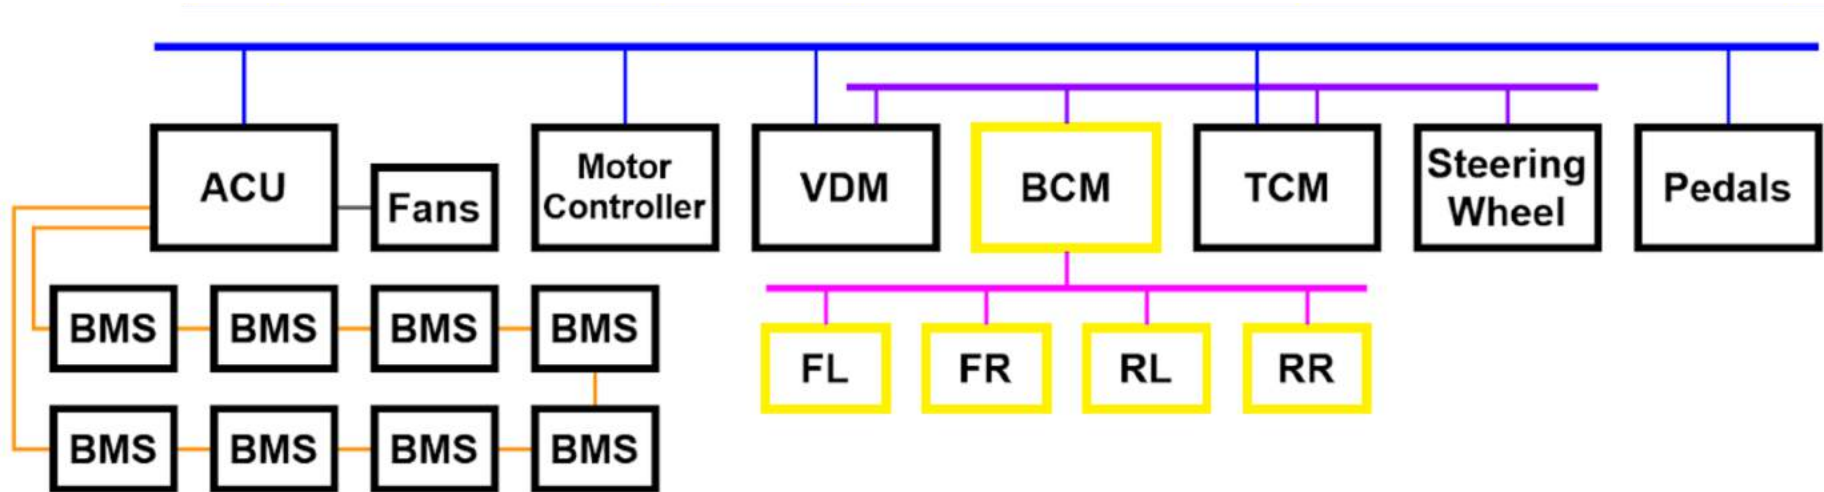 ACU
Fans
Motor
Controller
VDM
BCM
TCM
Steering
Wheel
Pedals
BMS
BMS
BMS
BMS
FL
FR
RL
RR
BMS
BMS
BMS
BMS